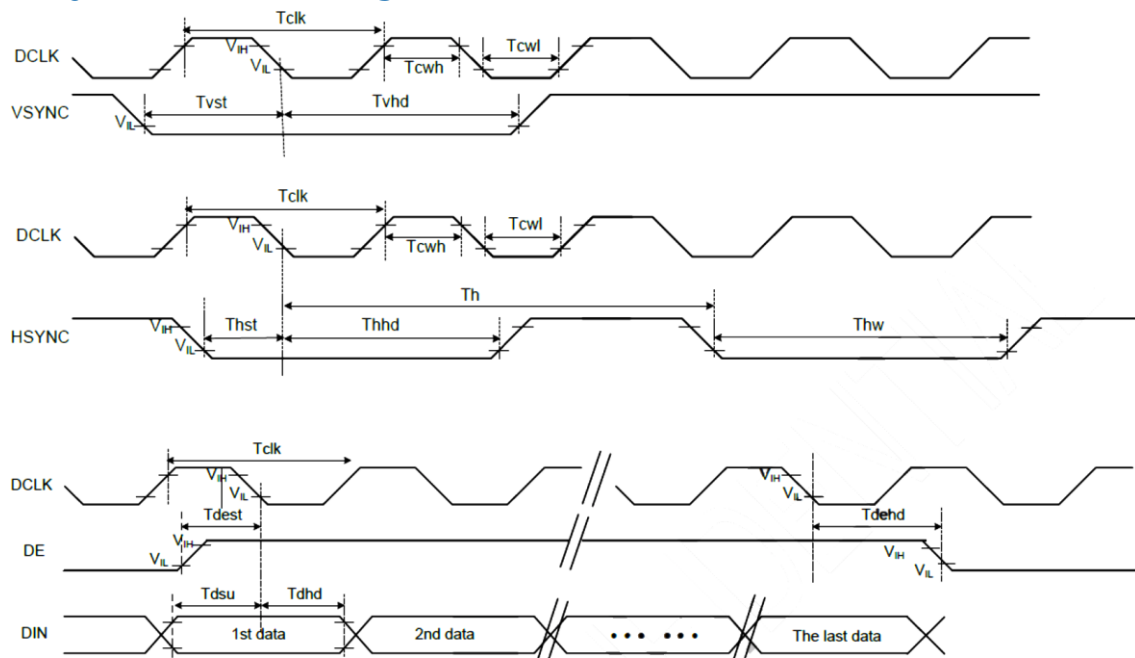 Tclk
DCLK
VIH
VIL
Tcwh
Tcwl
VSYNC
VIL
Tvst
Tvhd
Tclk
DCLK
VIH
VIL
Tcwh
Tcwl
Th
HSYNC
VIH
VIL
Thst
Thhd
Thw
Tclk
DCLK
VIH
VIL
VIH
VIL
Tdest
DE
VIH
VIL
VIH
VIL
Tdsu
Tdhd
DIN
1st data
2nd data
••• •••
The last data